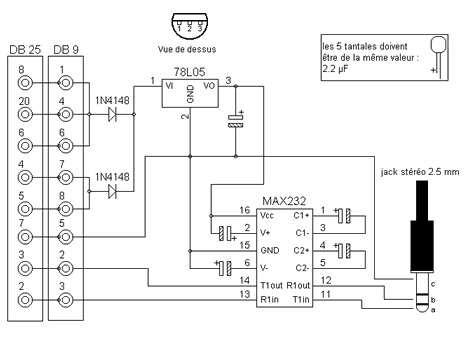 DB 25 DB 9
1 2 3
Vue de dessus
les 5 tantales doivent
être de la même valeur :
2.2 µF
+
8 1
20 4
6 6
4 7
5 8
7 5
3 2
2 3
1N4148
1N4148
78L05
1 VI VO 3
GND
2
+
jack stéréo 2.5 mm
MAX232
16 Vcc C1+ 1 +
+ 2 V+ C1- 3
15 GND C2+ 4 +
+ 6 V- C2- 5
14 T1out R1out 12
13 R1in T1in 11
c
b
a